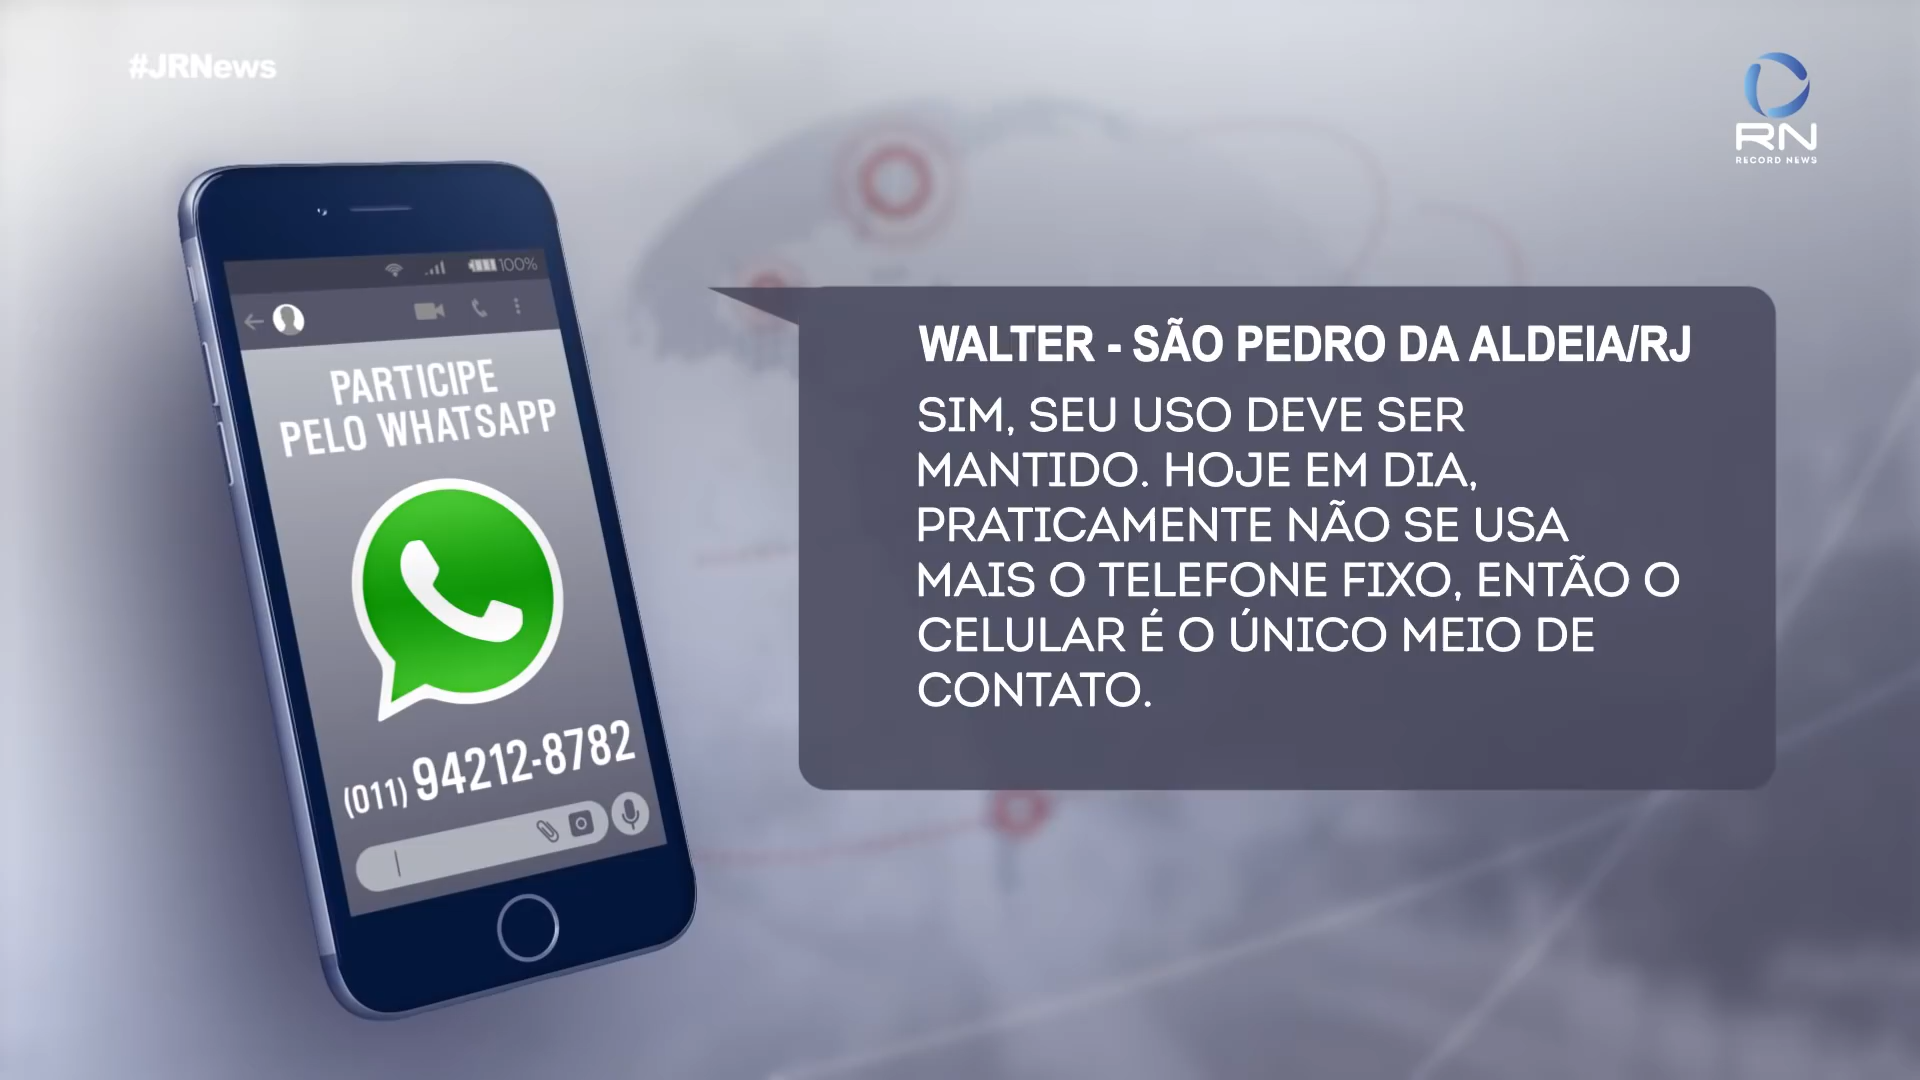 #JRNews
RN
RECORD NEWS
100%
PARTICIPE
PELO WHATSAPP
(011) 94212-8782
WALTER - SÃO PEDRO DA ALDEIA/RJ
SIM, SEU USO DEVE SER
MANTIDO. HOJE EM DIA,
PRATICAMENTE NÃO SE USA
MAIS O TELEFONE FIXO, ENTÃO O
CELULAR É O ÚNICO MEIO DE
CONTATO.